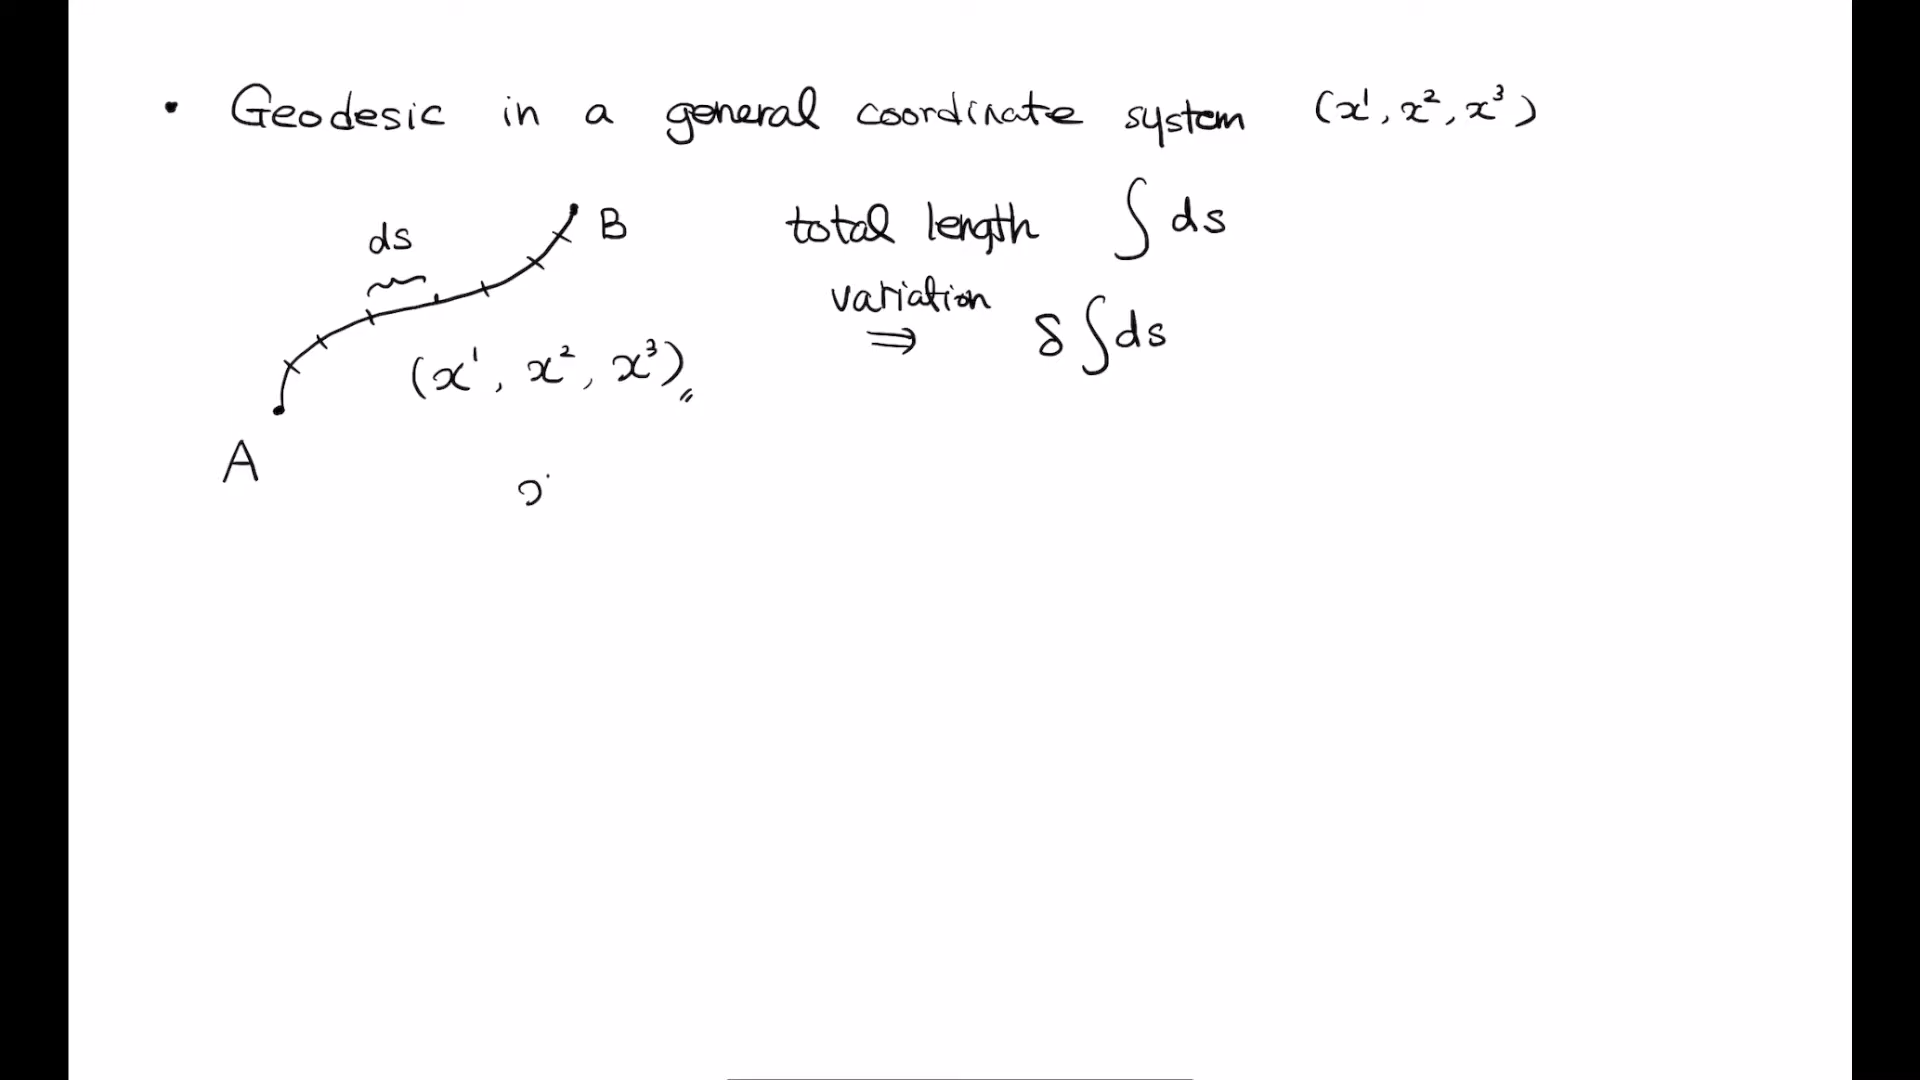 • Geodesic in a general coordinate system (x¹, x², x³)
ds
B
total length ∫ ds
variation
⇒ δ ∫ ds
(x¹, x², x³)〃
A